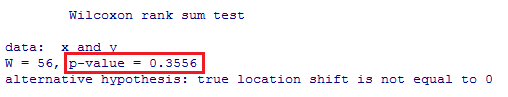 Wilcoxon rank sum test
data: x and y
W = 56, p-value = 0.3556
alternative hypothesis: true location shift is not equal to 0